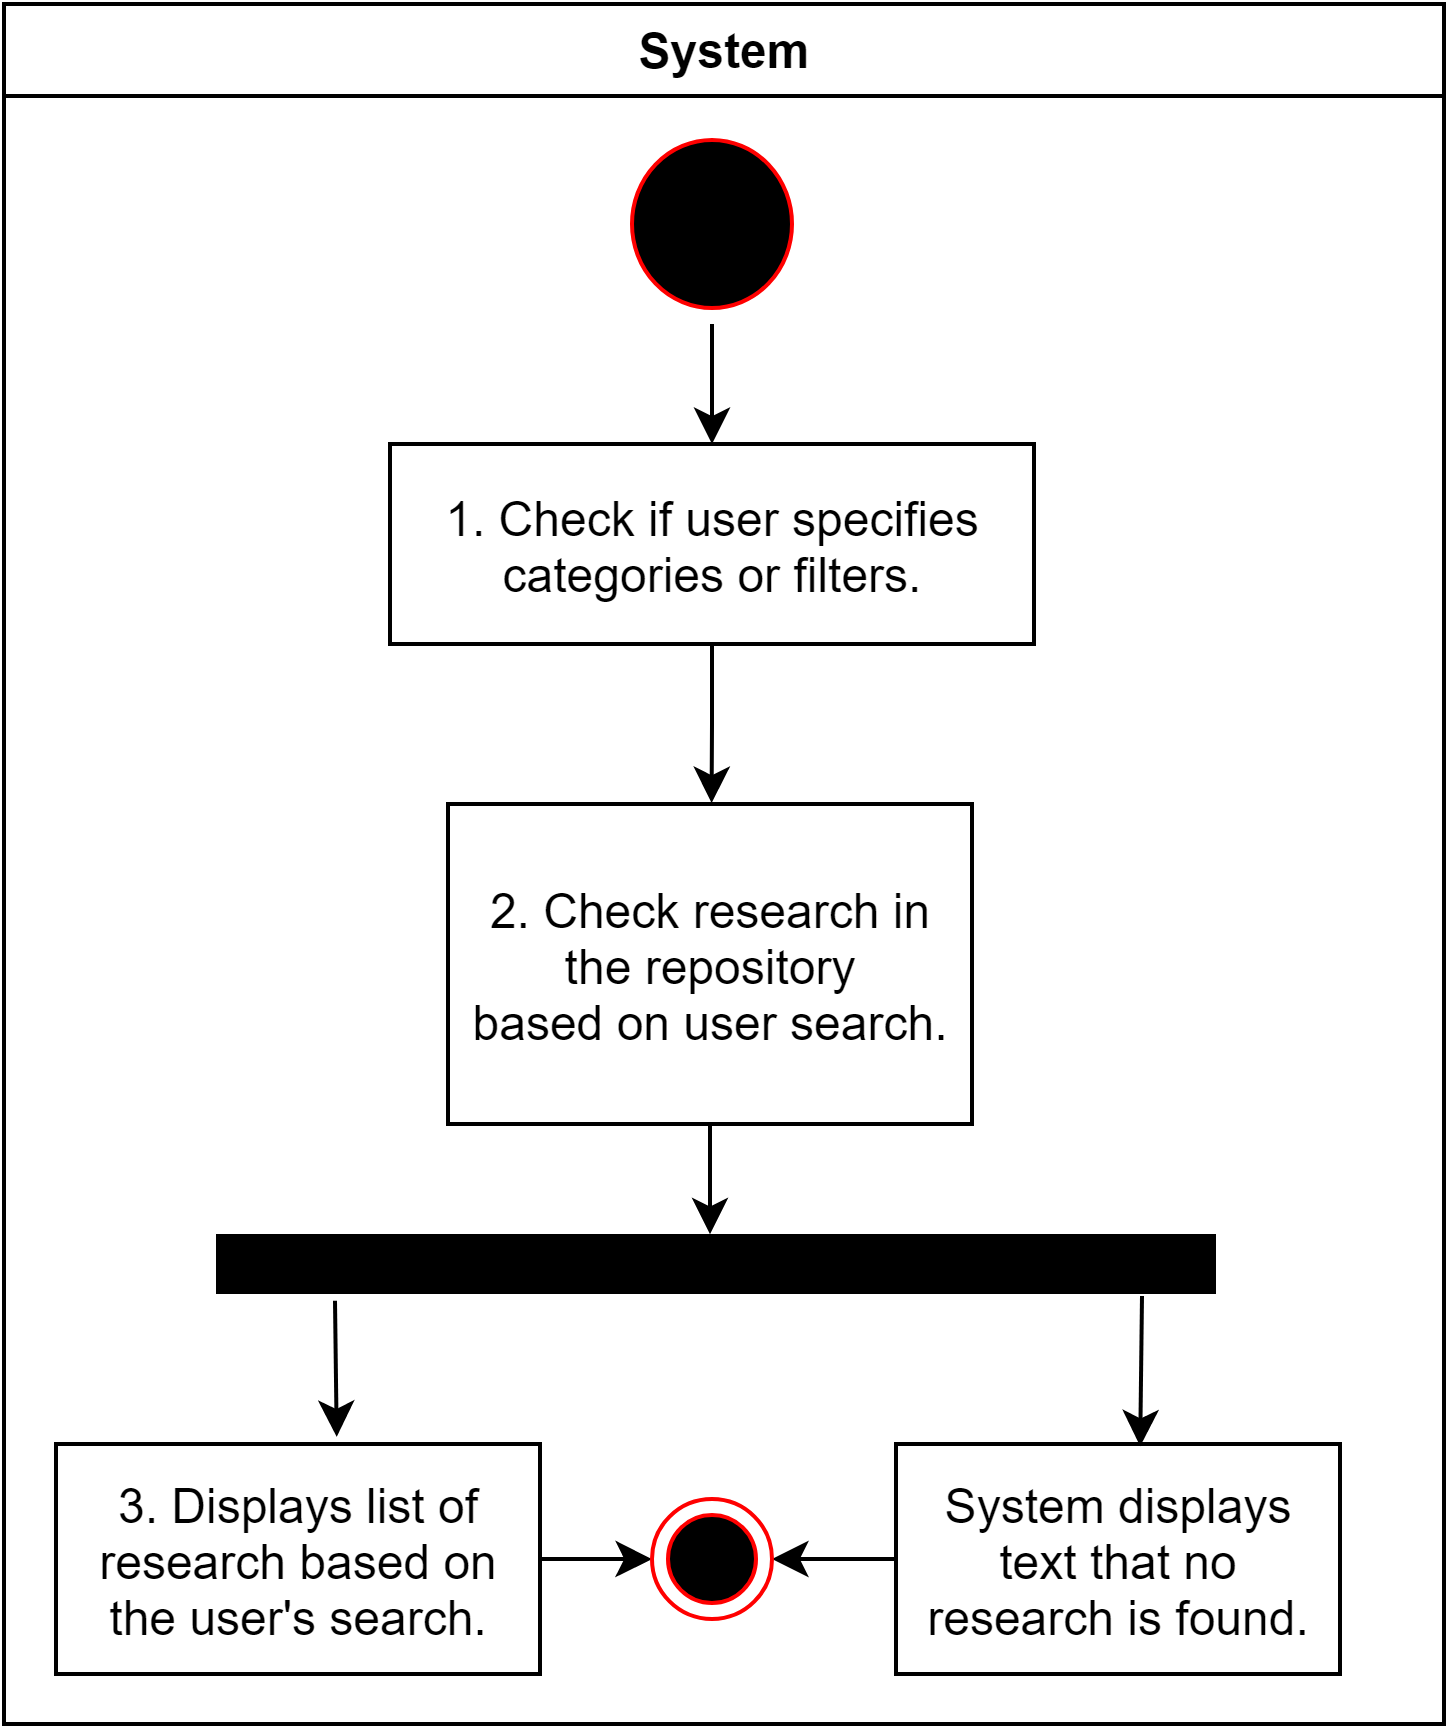 System
1. Check if user specifies
categories or filters.
2. Check research in
the repository
based on user search.
3. Displays list of
research based on
the user's search.
System displays
text that no
research is found.